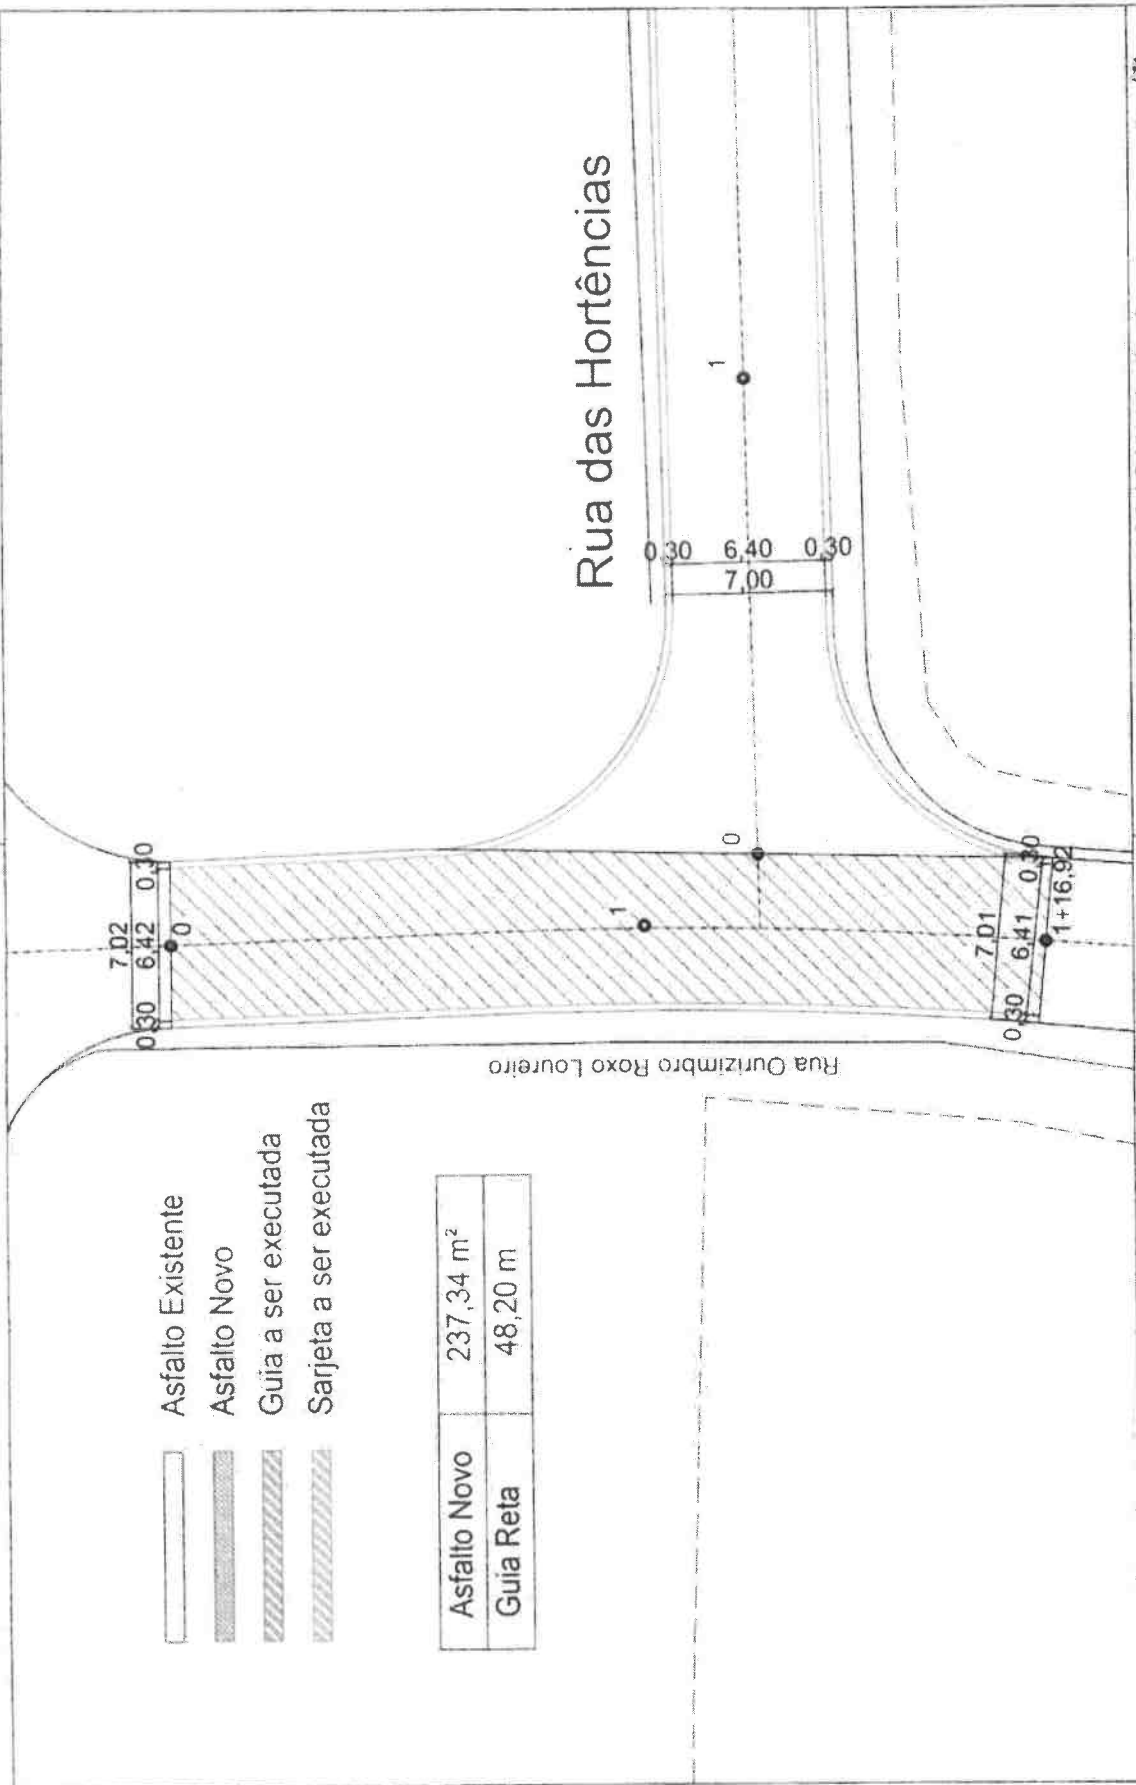 Asfalto Existente
Asfalto Novo
Guia a ser executada
Sarjeta a ser executada
Asfalto Novo 237,34 m²
Guia Reta 48,20 m
Rua Ourizimbro Roxo Loureiro
Rua das Hortências
7,02
0,30 6,42 0,30
0
1
0
1
0,30 6,40 0,30
7,00
7,01
0,30 6,41 0,30
1+16,92